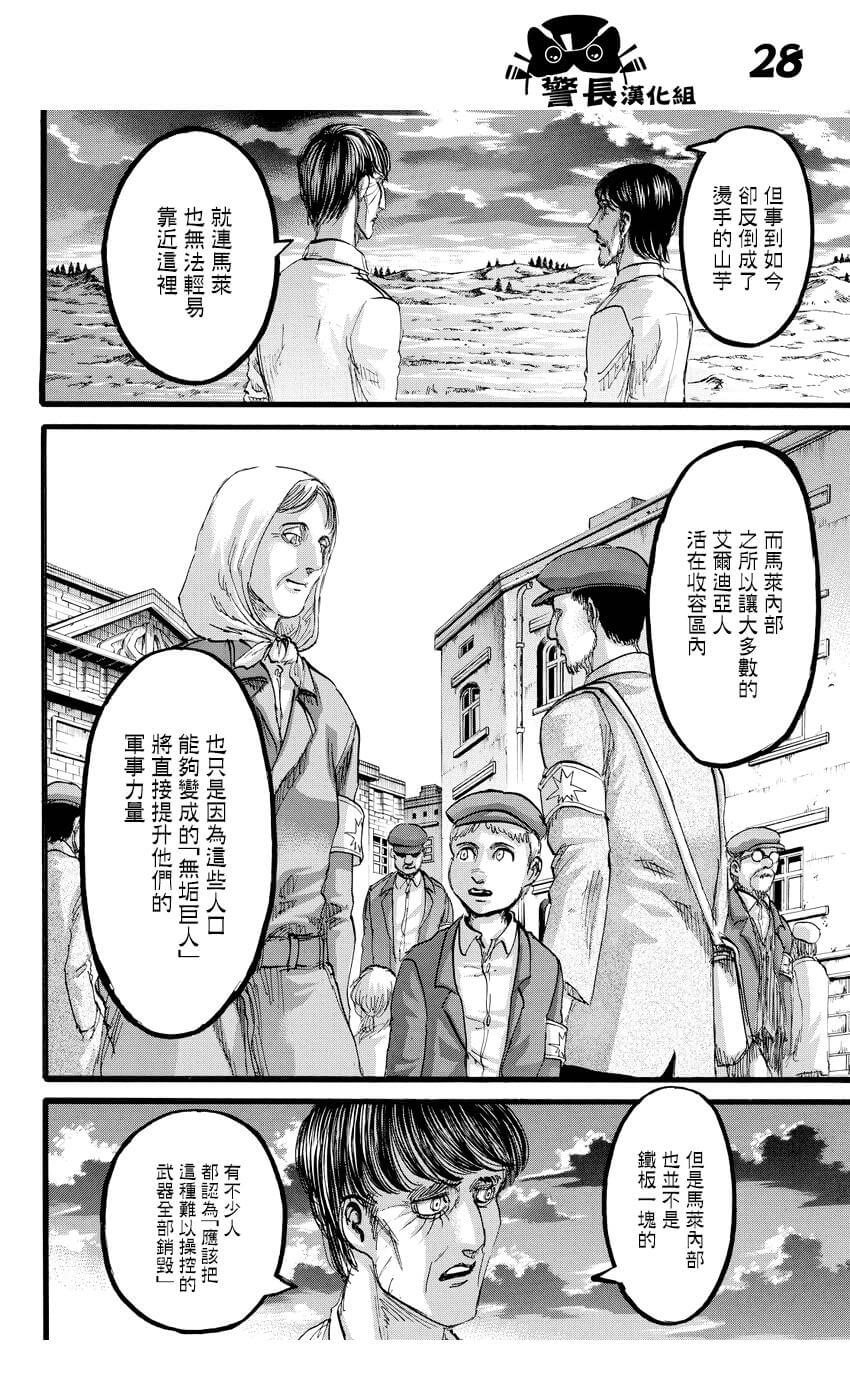 警長漢化組
28
但事到如今
卻反倒成了
燙手的山芋
就連馬萊
也無法輕易
靠近這裡
而馬萊內部
之所以讓大多數的
艾爾迪亞人
活在收容區內
也只是因為這些人口
能夠變成的「無垢巨人」
將直接提升他們的
軍事力量
但是馬萊內部
也並不是
鐵板一塊的
有不少人
都認為「應該把
這種難以操控的
武器全部銷毀」